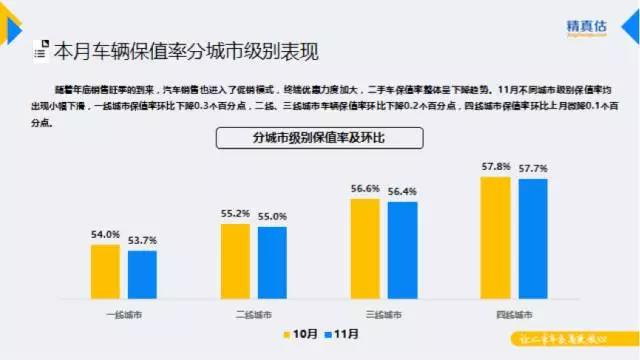 精真估
本月车辆保值率分城市级别表现
随着年底销售旺季的到来，汽车销售也进入了促销模式，终端优惠力度加大，二手车保值率整体呈下降趋势。11月不同城市级别保值率均
出现小幅下滑，一线城市保值率环比下降0.3个百分点，二线、三线城市车辆保值率环比下降0.2个百分点，四线城市保值率环比上月微降0.1个百
分点。
分城市级别保值率及环比
54.0% 53.7% 55.2% 55.0% 56.6% 56.4% 57.8% 57.7%
一线城市 二线城市 三线城市 四线城市
10月 11月